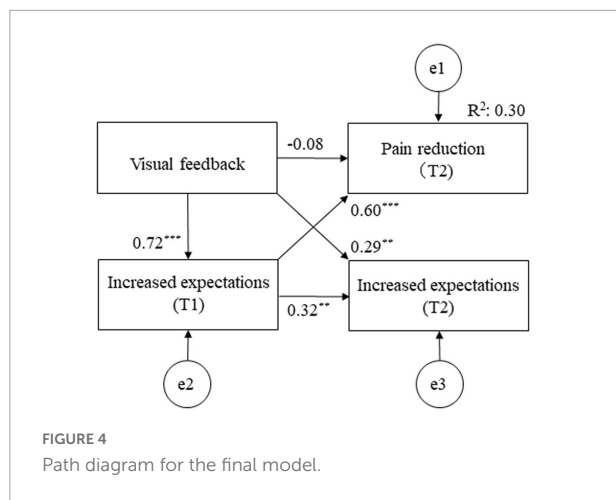 e1
R²: 0.30
Visual feedback
-0.08
Pain reduction
(T2)
0.60***
0.72***
0.29**
Increased expectations
(T1)
0.32**
Increased expectations
(T2)
e2
e3
FIGURE 4
Path diagram for the final model.